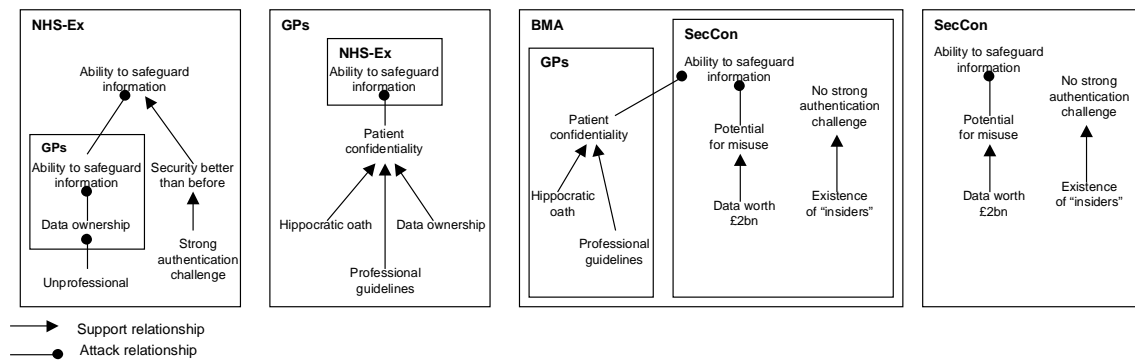 NHS-Ex
Ability to safeguard
information
GPs
Ability to safeguard
information
Data ownership
Unprofessional
Security better
than before
Strong
authentication
challenge
GPs
NHS-Ex
Ability to safeguard
information
Patient
confidentiality
Hippocratic oath
Data ownership
Professional
guidelines
BMA
GPs
Patient
confidentiality
Hippocratic
oath
Professional
guidelines
SecCon
Ability to safeguard
information
Potential
for misuse
Data worth
£2bn
No strong
authentication
challenge
Existence
of “insiders”
SecCon
Ability to safeguard
information
Potential
for misuse
Data worth
£2bn
No strong
authentication
challenge
Existence
of “insiders”
Support relationship
Attack relationship